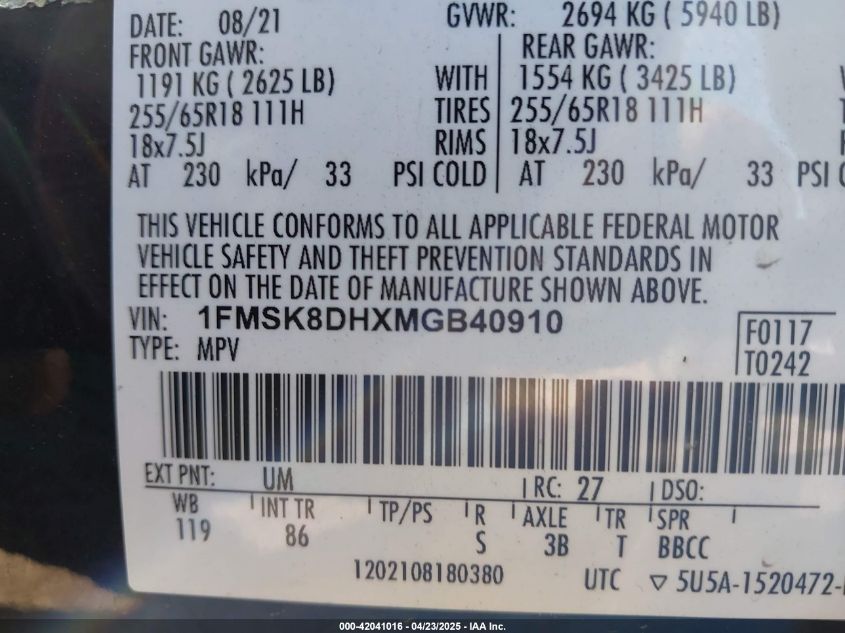 DATE: 08/21 GVWR: 2694 KG ( 5940 LB)
FRONT GAWR: REAR GAWR:
1191 KG ( 2625 LB) WITH 1554 KG ( 3425 LB)
255/65R18 111H TIRES 255/65R18 111H
18x7.5J RIMS 18x7.5J
AT 230 kPa/ 33 PSI COLD AT 230 kPa/ 33 PSI
THIS VEHICLE CONFORMS TO ALL APPLICABLE FEDERAL MOTOR
VEHICLE SAFETY AND THEFT PREVENTION STANDARDS IN
EFFECT ON THE DATE OF MANUFACTURE SHOWN ABOVE.
VIN: 1FMSK8DHXMGB40910 F0117
TYPE: MPV T0242
EXT PNT: UM RC: 27 DSO:
WB INT TR TP/PS R AXLE TR SPR
119 86 S 3B T BBCC
1202108180380 UTC ▽ 5U5A-1520472-
000-42041016 - 04/23/2025 - IAA Inc.